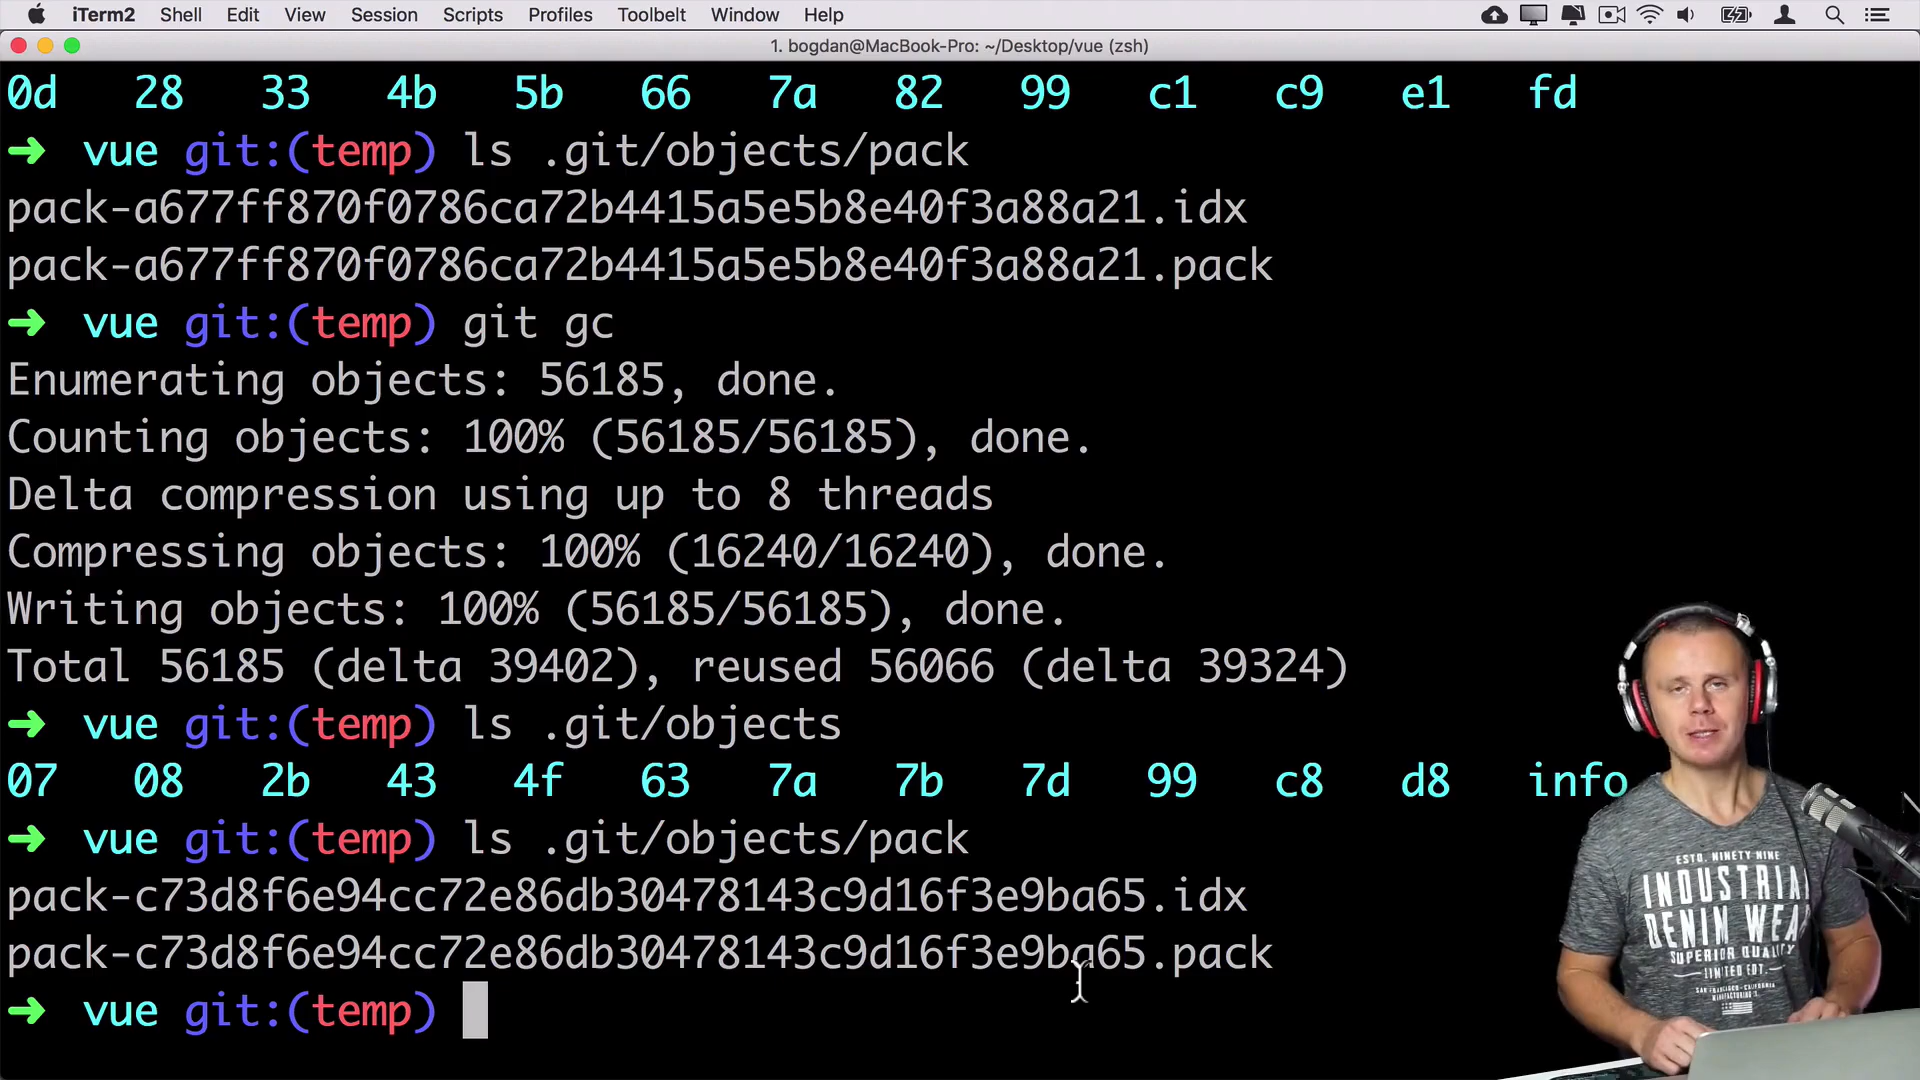 iTerm2 Shell Edit View Session Scripts Profiles Toolbelt Window Help
1. bogdan@MacBook-Pro: ~/Desktop/vue (zsh)
0d 28 33 4b 5b 66 7a 82 99 c1 c9 e1 fd
➜ vue git:(temp) ls .git/objects/pack
pack-a677ff870f0786ca72b4415a5e5b8e40f3a88a21.idx
pack-a677ff870f0786ca72b4415a5e5b8e40f3a88a21.pack
➜ vue git:(temp) git gc
Enumerating objects: 56185, done.
Counting objects: 100% (56185/56185), done.
Delta compression using up to 8 threads
Compressing objects: 100% (16240/16240), done.
Writing objects: 100% (56185/56185), done.
Total 56185 (delta 39402), reused 56066 (delta 39324)
➜ vue git:(temp) ls .git/objects
07 08 2b 43 4f 63 7a 7b 7d 99 c8 d8 info
➜ vue git:(temp) ls .git/objects/pack
pack-c73d8f6e94cc72e86db30478143c9d16f3e9ba65.idx
pack-c73d8f6e94cc72e86db30478143c9d16f3e9ba65.pack
➜ vue git:(temp)
ESTD. NINETY NINE
INDUSTRIAL
DENIM WEA
SUPERIOR QUALITY
LIMITED EDT.
SAN FRANCISCO-CALIFORNIA